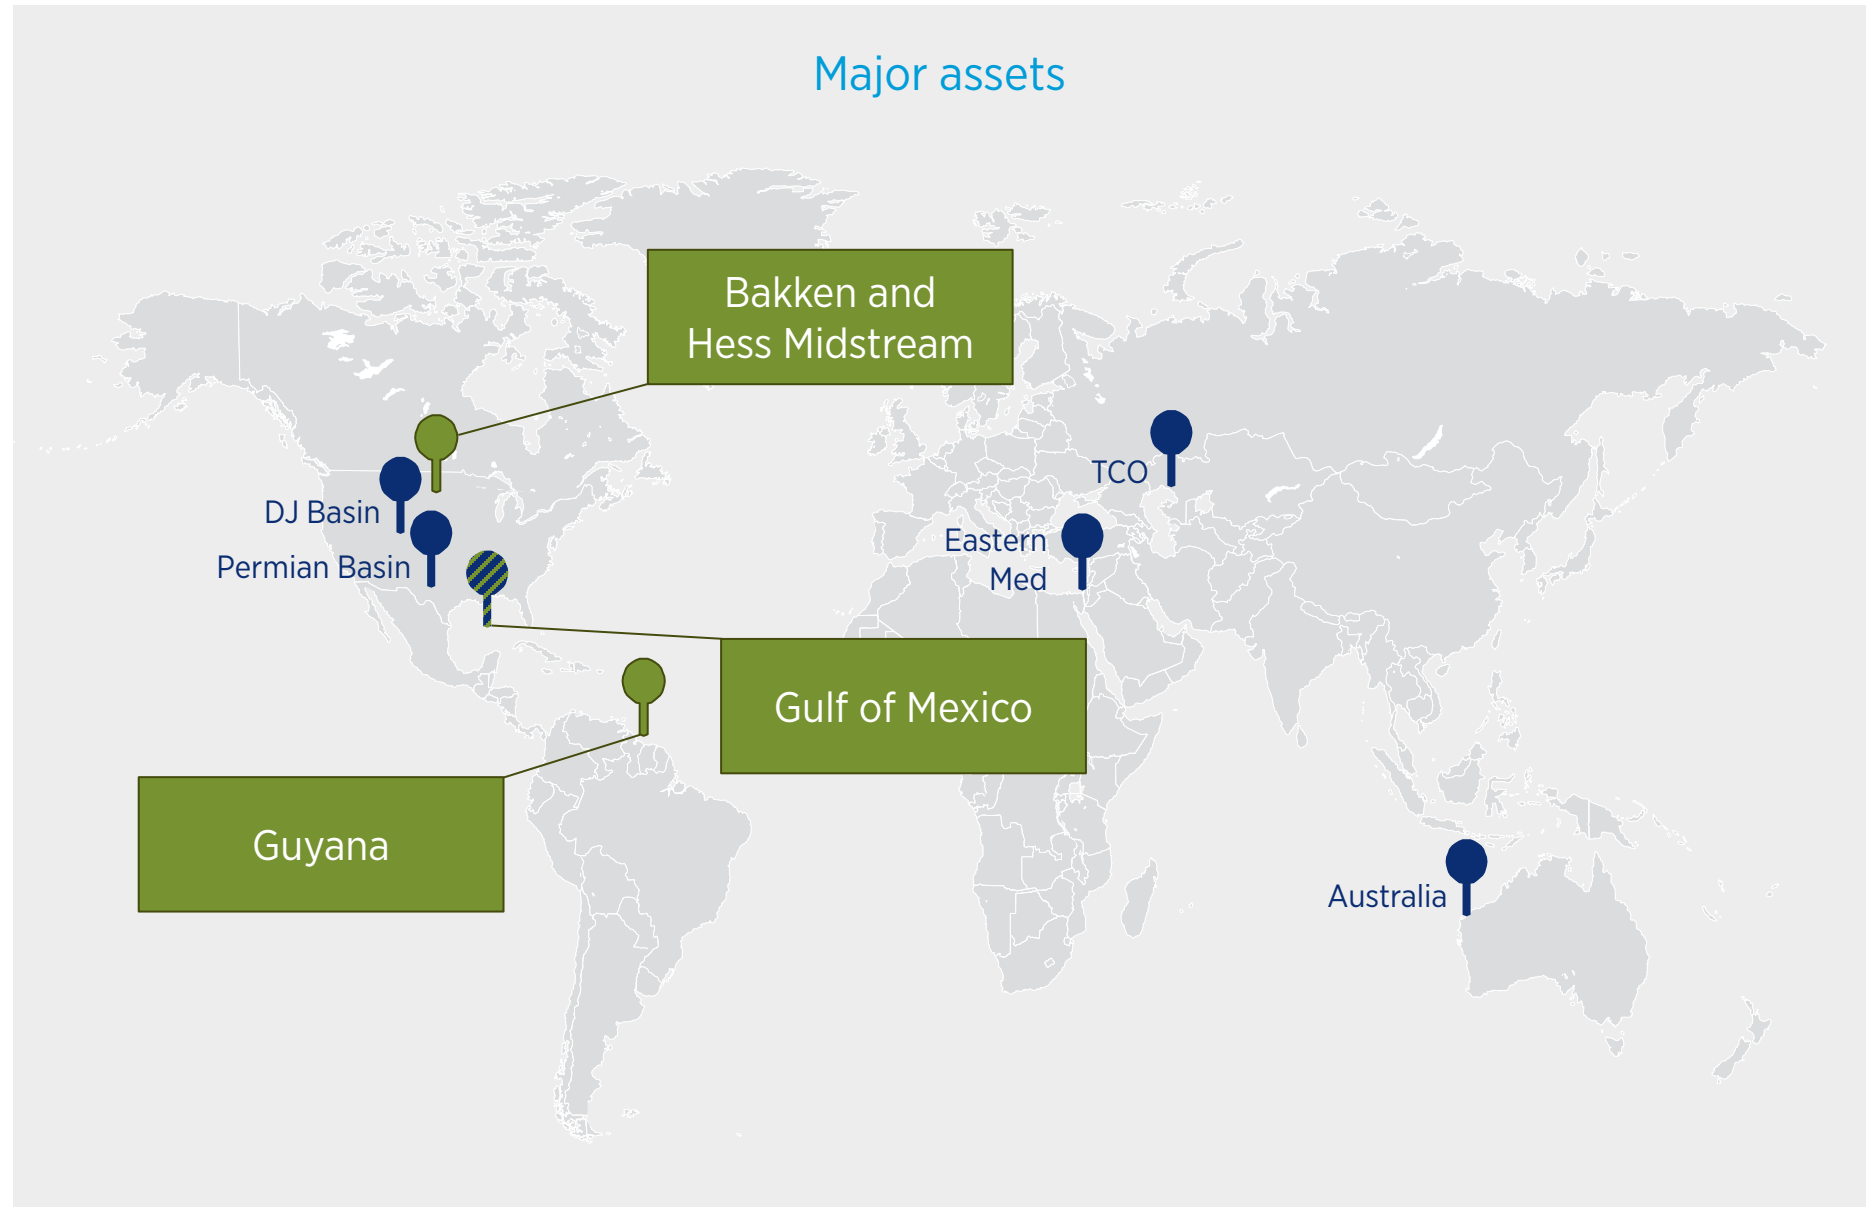 Major assets
Bakken and
Hess Midstream
TCO
DJ Basin
Eastern
Med
Permian Basin
Gulf of Mexico
Guyana
Australia